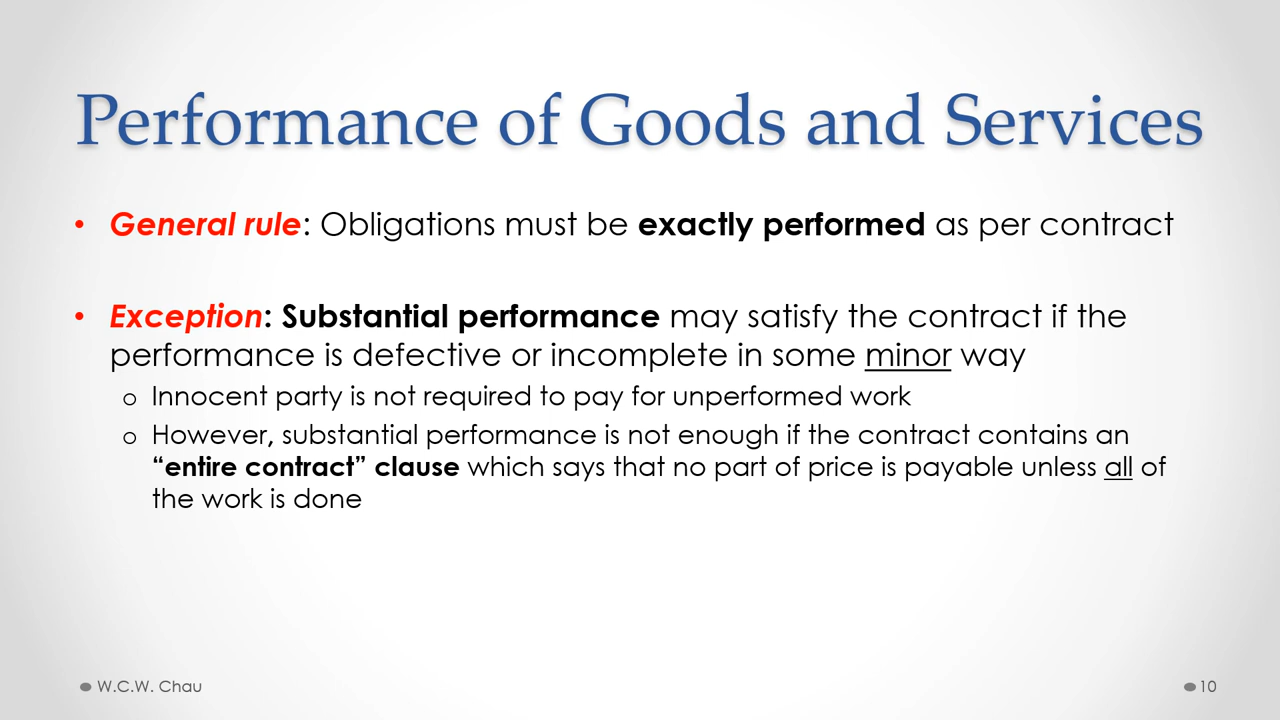 Performance of Goods and Services
• General rule: Obligations must be exactly performed as per contract
• Exception: Substantial performance may satisfy the contract if the
performance is defective or incomplete in some minor way
o Innocent party is not required to pay for unperformed work
o However, substantial performance is not enough if the contract contains an
“entire contract” clause which says that no part of price is payable unless all of
the work is done
W.C.W. Chau
10